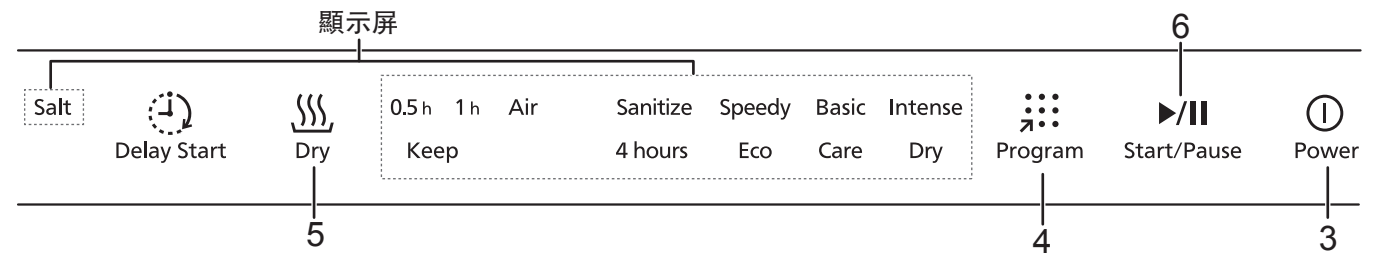 顯示屏
6
Salt
0.5 h 1 h Air Sanitize Speedy Basic Intense
Delay Start Dry Keep 4 hours Eco Care Dry Program Start/Pause Power
5 4 3